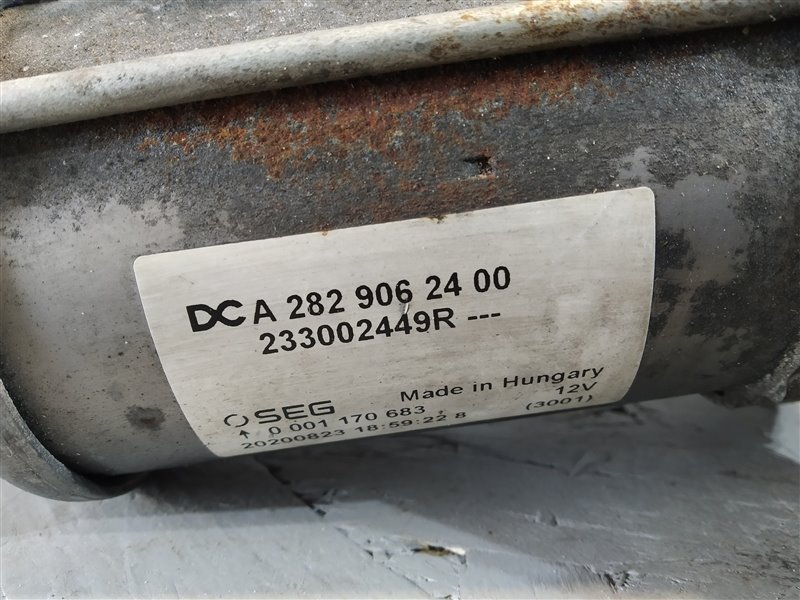 DC A 282 906 24 00
233002449R ---
SEG Made in Hungary
0 001 170 683 , 12V
20200823 18:59:22 8 (3001)